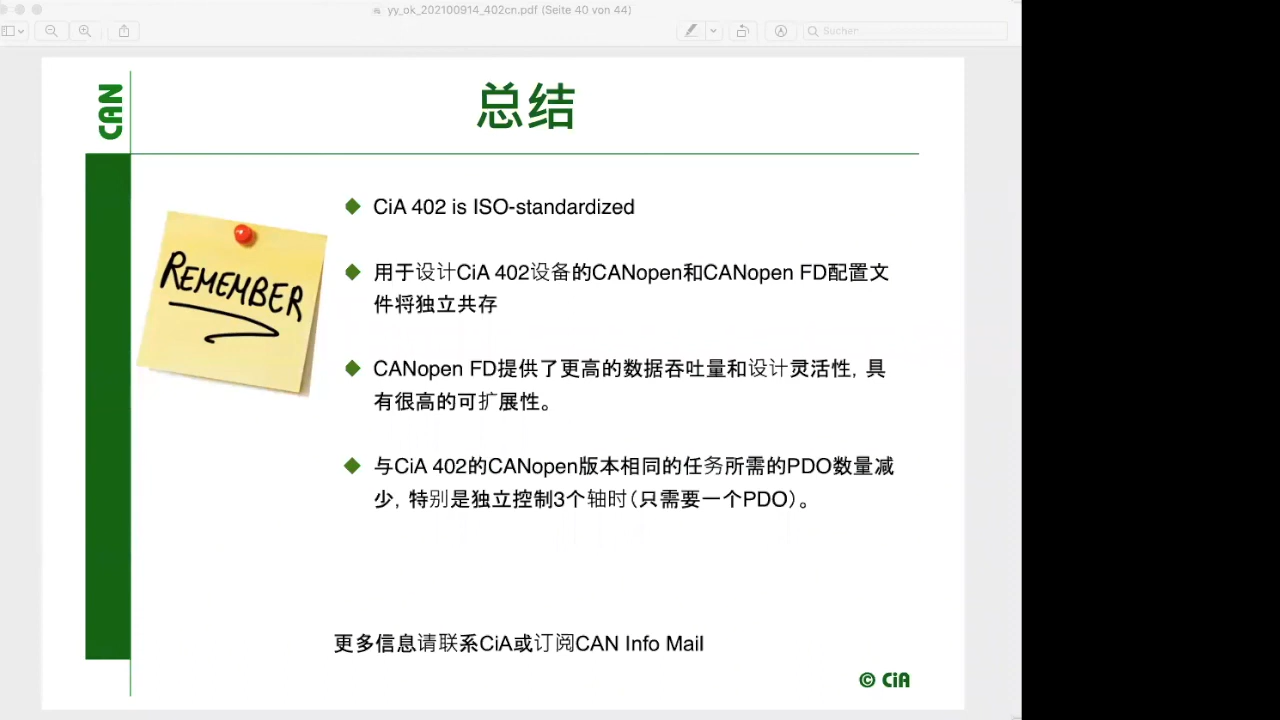 yy_ok_202100914_402cn.pdf (Seite 40 von 44)
Suchen
CAN
总结
REMEMBER
CiA 402 is ISO-standardized
用于设计CiA 402设备的CANopen和CANopen FD配置文
件将独立共存
CANopen FD提供了更高的数据吞吐量和设计灵活性, 具
有很高的可扩展性。
与CiA 402的CANopen版本相同的任务所需的PDO数量减
少, 特别是独立控制3个轴时(只需要一个PDO)。
更多信息请联系CiA或订阅CAN Info Mail
© CiA